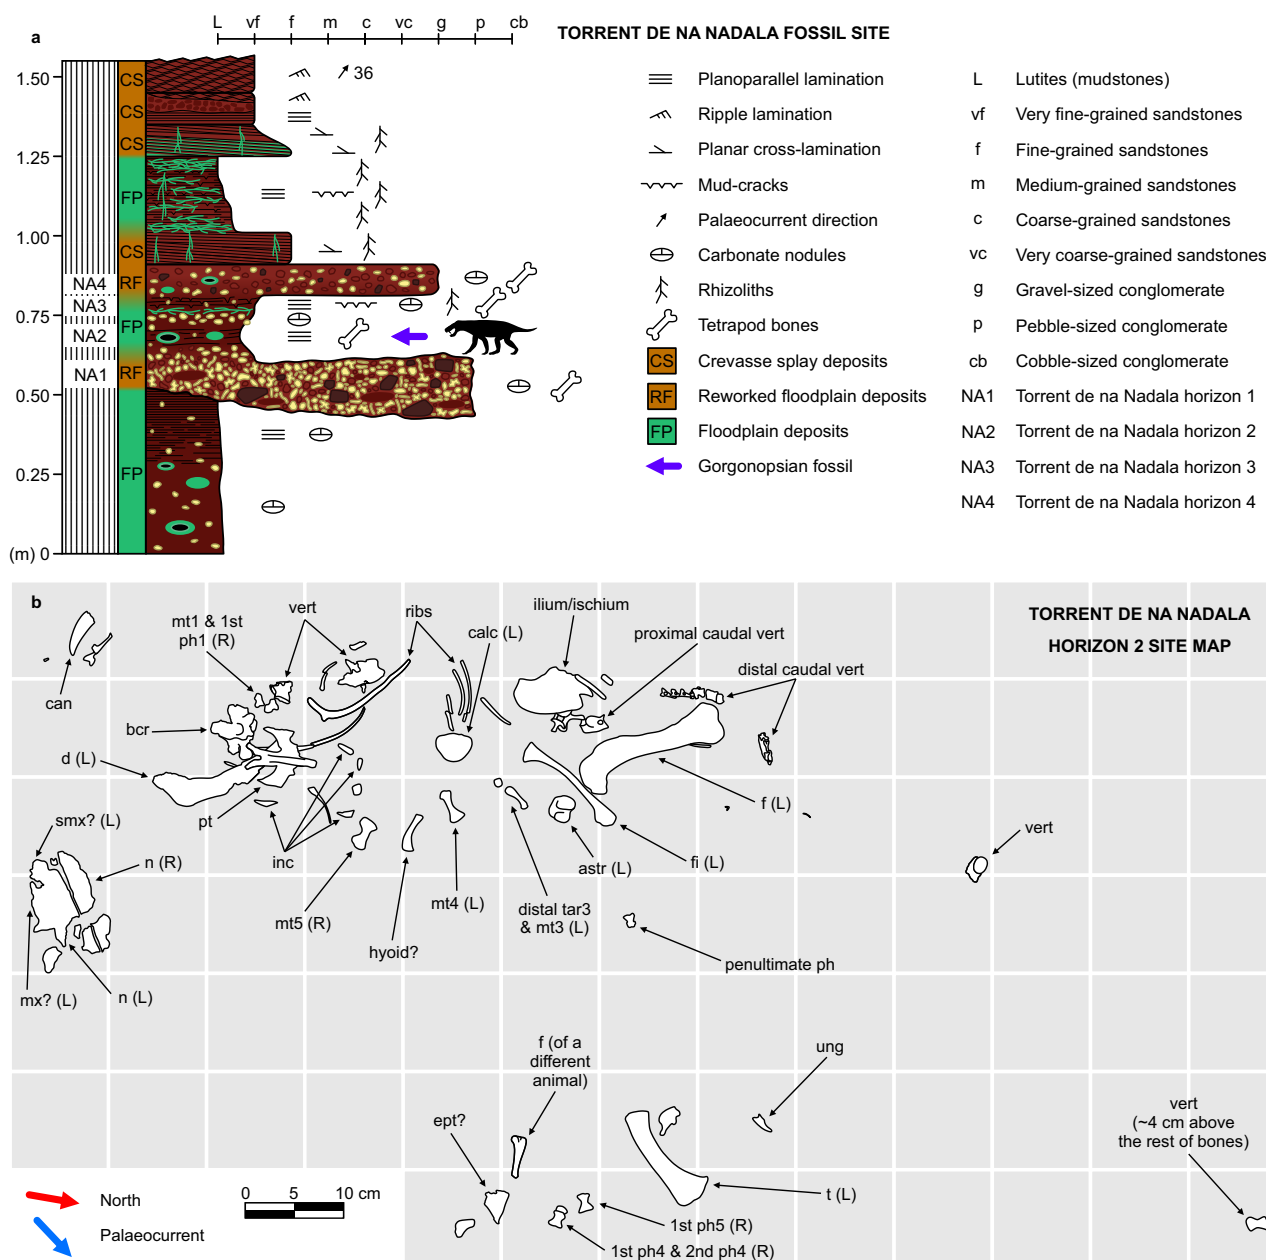 a
L vf f m c vc g p cb
TORRENT DE NA NADALA FOSSIL SITE
1.50
1.25
1.00
0.75
0.50
0.25
(m) 0
NA4
NA3
NA2
NA1
CS
CS
CS
FP
CS
RF
FP
RF
FP
36
Planoparallel lamination
Ripple lamination
Planar cross-lamination
Mud-cracks
Palaeocurrent direction
Carbonate nodules
Rhizoliths
Tetrapod bones
CS Crevasse splay deposits
RF Reworked floodplain deposits
FP Floodplain deposits
Gorgonopsian fossil
L Lutites (mudstones)
vf Very fine-grained sandstones
f Fine-grained sandstones
m Medium-grained sandstones
c Coarse-grained sandstones
vc Very coarse-grained sandstones
g Gravel-sized conglomerate
p Pebble-sized conglomerate
cb Cobble-sized conglomerate
NA1 Torrent de na Nadala horizon 1
NA2 Torrent de na Nadala horizon 2
NA3 Torrent de na Nadala horizon 3
NA4 Torrent de na Nadala horizon 4
b
TORRENT DE NA NADALA
HORIZON 2 SITE MAP
can
mt1 & 1st
ph1 (R)
vert
ribs
calc (L)
ilium/ischium
proximal caudal vert
distal caudal vert
bcr
d (L)
pt
inc
smx? (L)
n (R)
mx? (L)
n (L)
mt5 (R)
hyoid?
mt4 (L)
distal tar3
& mt3 (L)
astr (L)
fi (L)
f (L)
vert
penultimate ph
f (of a
different
animal)
ept?
ung
t (L)
1st ph5 (R)
1st ph4 & 2nd ph4 (R)
vert
(~4 cm above
the rest of bones)
North
Palaeocurrent
0 5 10 cm